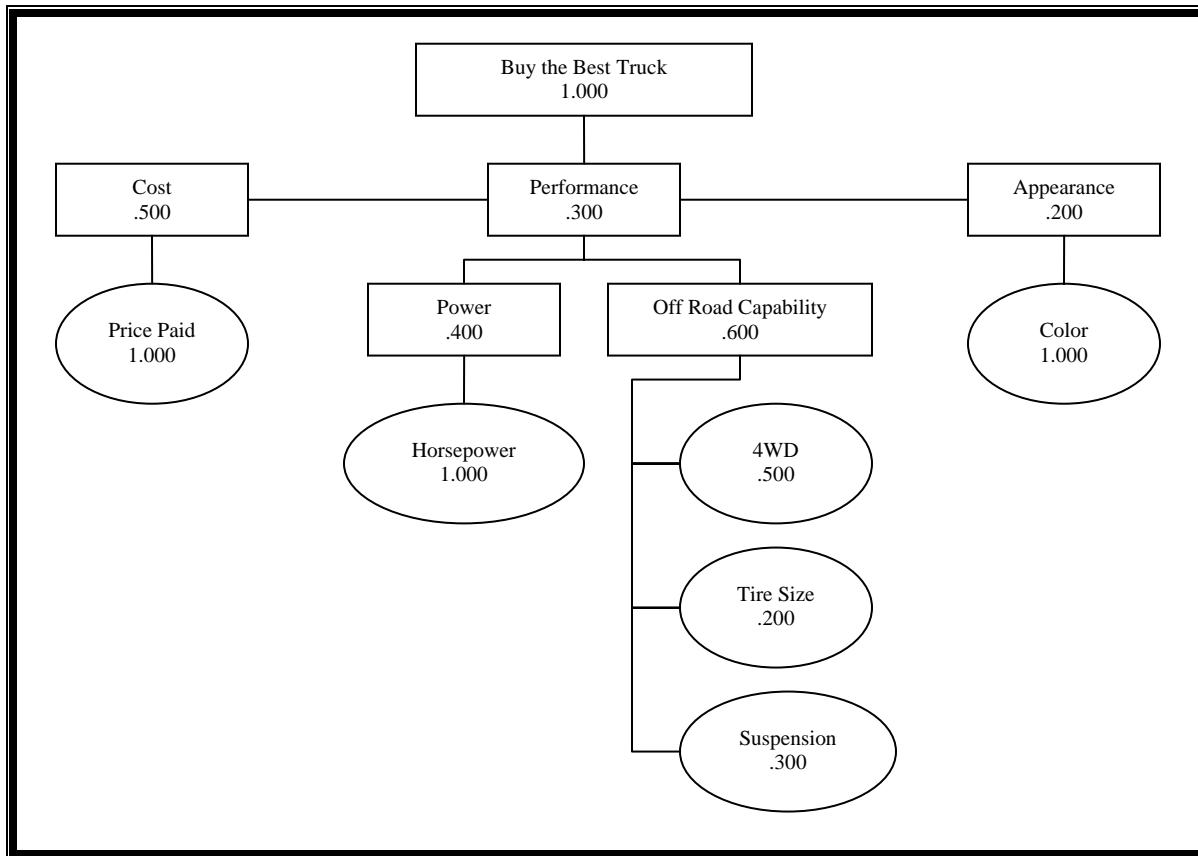 Buy the Best Truck
1.000
Cost
.500
Performance
.300
Appearance
.200
Price Paid
1.000
Power
.400
Off Road Capability
.600
Color
1.000
Horsepower
1.000
4WD
.500
Tire Size
.200
Suspension
.300